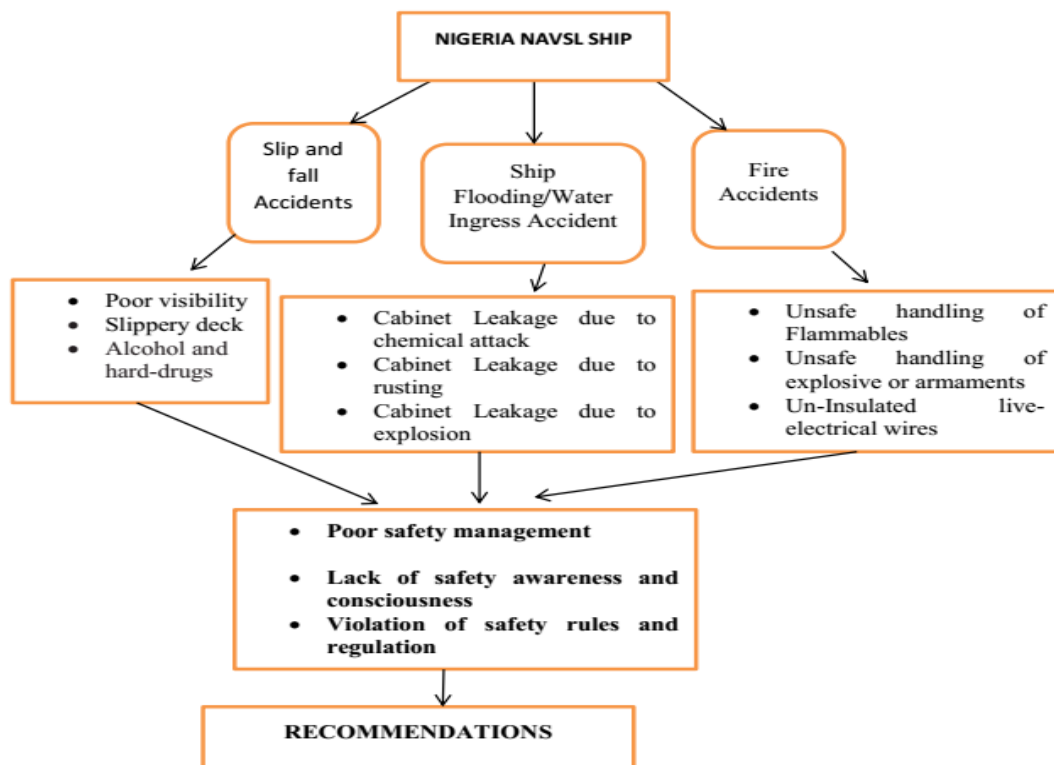 NIGERIA NAVSL SHIP
Slip and
fall
Accidents
Ship
Flooding/Water
Ingress Accident
Fire
Accidents
• Poor visibility
• Slippery deck
• Alcohol and
hard-drugs
• Cabinet Leakage due to
chemical attack
• Cabinet Leakage due to
rusting
• Cabinet Leakage due to
explosion
• Unsafe handling of
Flammables
• Unsafe handling of
explosive or armaments
• Un-Insulated live-
electrical wires
• Poor safety management
• Lack of safety awareness and
consciousness
• Violation of safety rules and
regulation
RECOMMENDATIONS